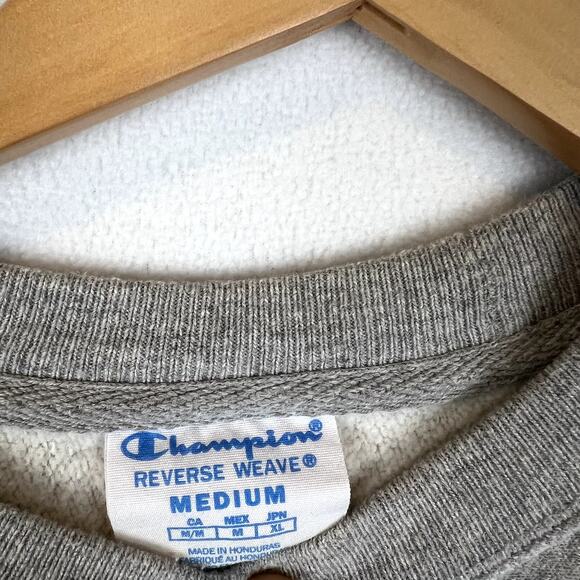 Champion®
REVERSE WEAVE®
MEDIUM
CA MEX JPN
M/M M XL
MADE IN HONDURAS
FABRIQUÉ AU HONDURAS